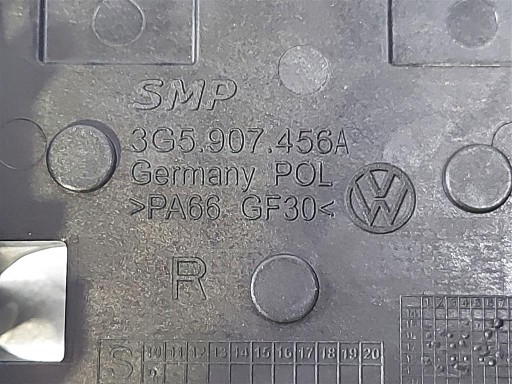 SMP
3G5.907.456A
Germany POL
>PA66 GF30<
R
S 10 11 12 13 14 15 16 17 18 19 20